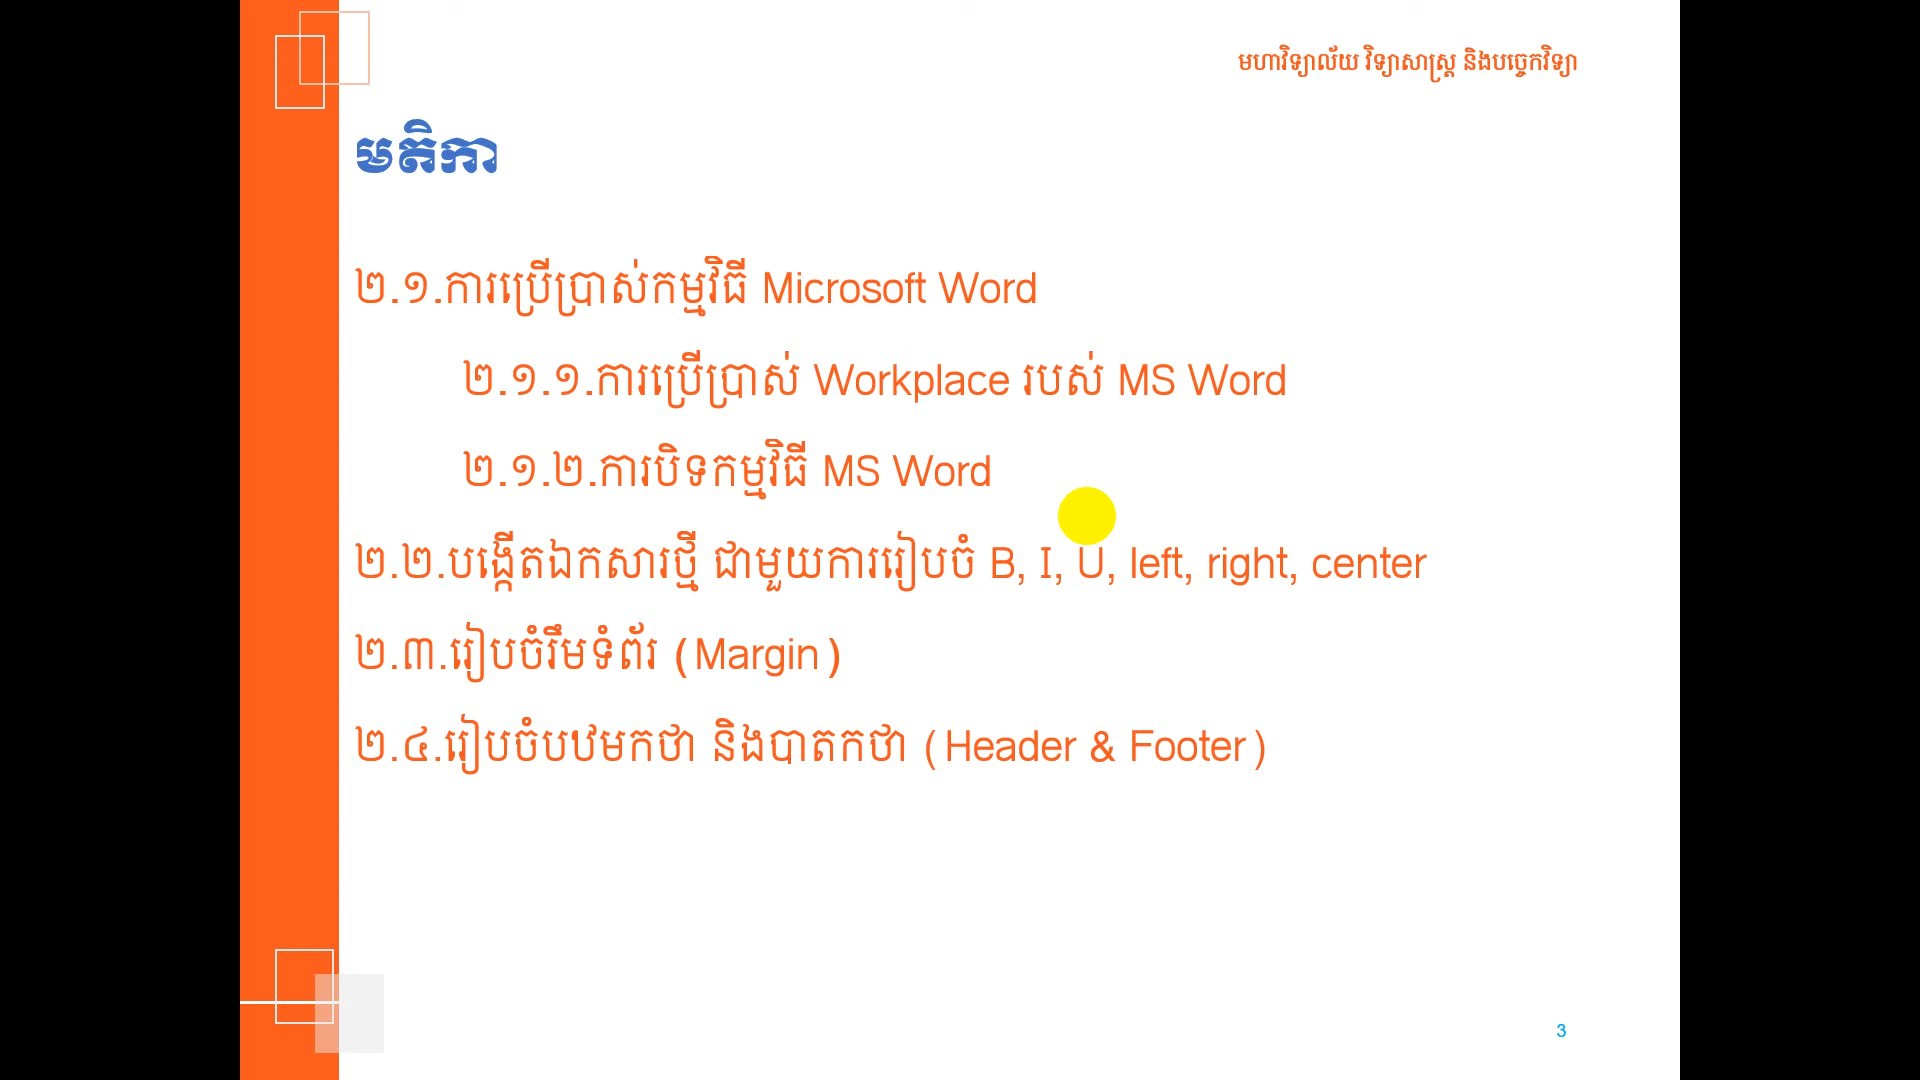 មហាវិទ្យាល័យ វិទ្យាសាស្ត្រ និងបច្ចេកវិទ្យា
មតិកា
២.១.ការប្រើប្រាស់កម្មវិធី Microsoft Word
២.១.១.ការប្រើប្រាស់ Workplace របស់ MS Word
២.១.២.ការបិទកម្មវិធី MS Word
២.២.បង្កើតឯកសារថ្មី ជាមួយការរៀបចំ B, I, U, left, right, center
២.៣.រៀបចំរឹមទំព័រ (Margin)
២.៤.រៀបចំបឋមកថា និងបាតកថា (Header & Footer)
3